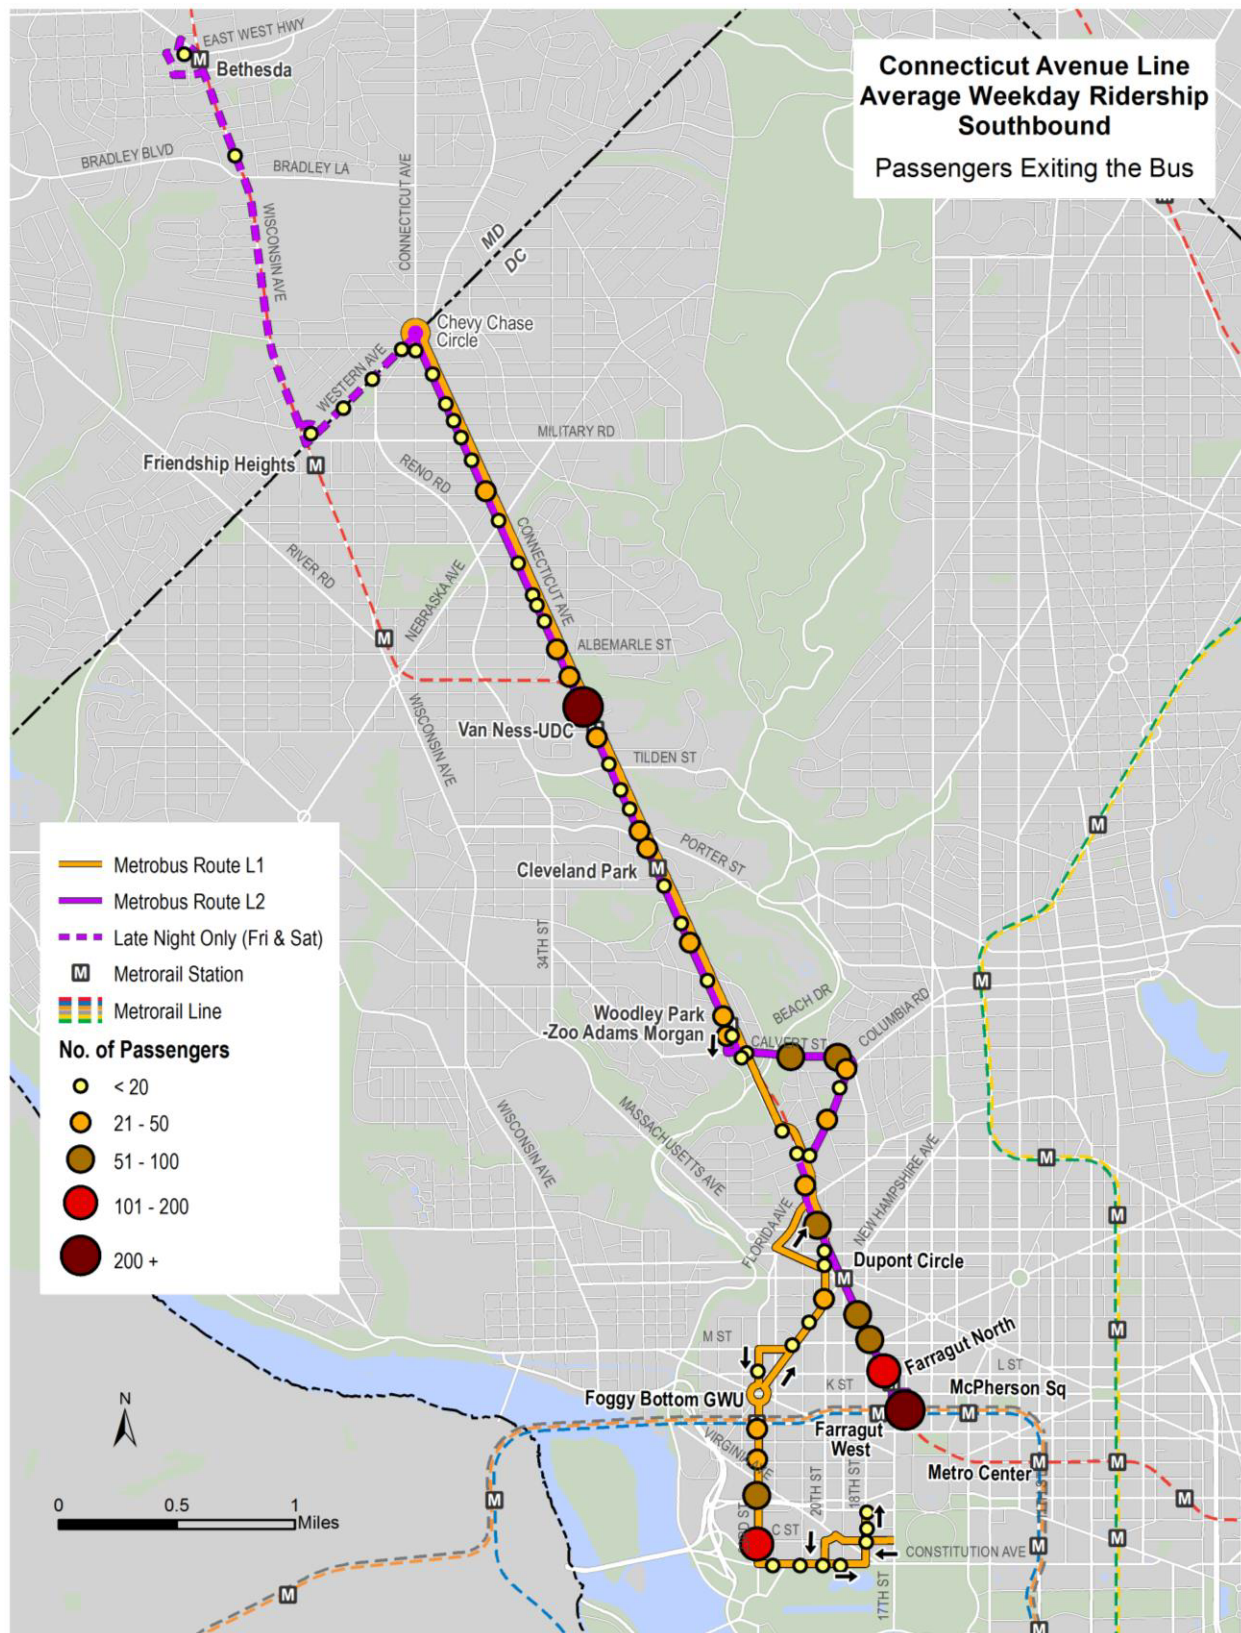 Connecticut Avenue Line
Average Weekday Ridership
Southbound
Passengers Exiting the Bus
EAST WEST HWY
M
Bethesda
BRADLEY BLVD
BRADLEY LA
CONNECTICUT AVE
WISCONSIN AVE
MD
DC
M
Chevy Chase
Circle
WESTERN AVE
MILITARY RD
Friendship Heights
M
RENO RD
CONNECTICUT AVE
RIVER RD
NEBRASKA AVE
M
ALBEMARLE ST
WISCONSIN AVE
Van Ness-UDC
TILDEN ST
M
PORTER ST
Cleveland Park
M
34TH ST
M
BEACH DR
COLUMBIA RD
Woodley Park
-Zoo Adams Morgan
CALVERT ST
WISCONSIN AVE
MASSACHUSETTS AVE
M
NEW HAMPSHIRE AVE
FLORIDA AVE
M
Dupont Circle
M
M ST
M
Farragut North
L ST
K ST
McPherson Sq
Foggy Bottom GWU
M
M
Farragut
West
Metro Center
M
M
VIRGINIA AVE
20TH ST
18TH ST
M
M
C ST
CONSTITUTION AVE
M
M
17TH ST
M
M
Metrobus Route L1
Metrobus Route L2
Late Night Only (Fri & Sat)
M Metrorail Station
Metrorail Line
No. of Passengers
< 20
21 - 50
51 - 100
101 - 200
200 +
N
0 0.5 1
Miles